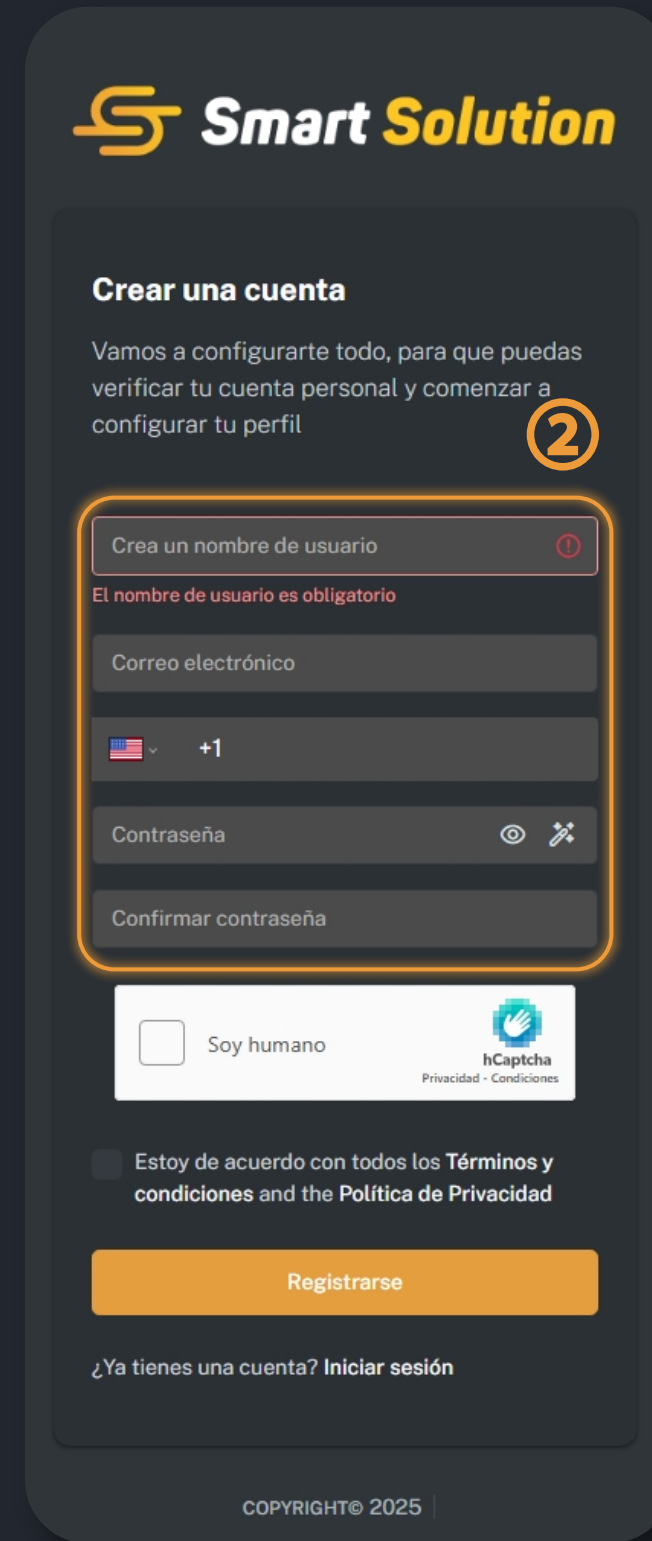 Smart Solution
Crear una cuenta
Vamos a configurarte todo, para que puedas
verificar tu cuenta personal y comenzar a
configurar tu perfil
②
Crea un nombre de usuario
El nombre de usuario es obligatorio
Correo electrónico
+1
Contraseña
Confirmar contraseña
Soy humano
hCaptcha
Privacidad - Condiciones
Estoy de acuerdo con todos los Términos y
condiciones and the Política de Privacidad
Registrarse
¿Ya tienes una cuenta? Iniciar sesión
COPYRIGHT© 2025